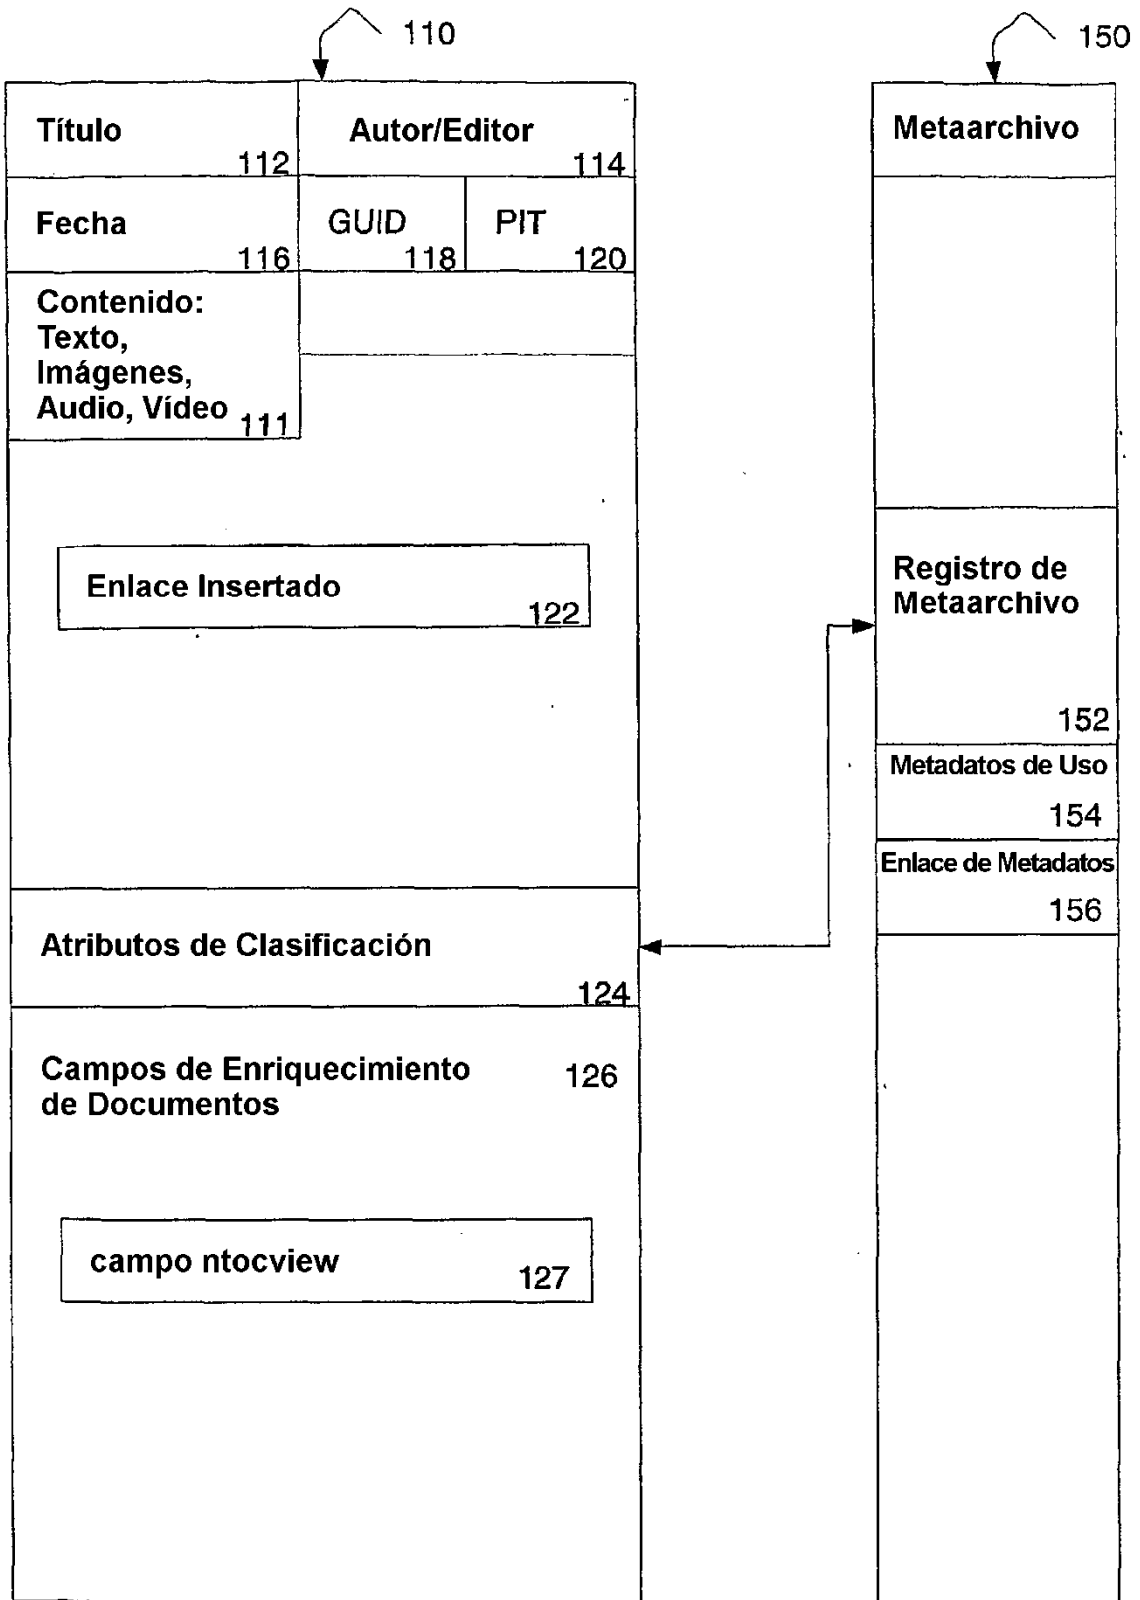 110
150
Título
112
Autor/Editor
114
Fecha
116
GUID
118
PIT
120
Contenido:
Texto,
Imágenes,
Audio, Vídeo
111
Enlace Insertado
122
Atributos de Clasificación
124
Campos de Enriquecimiento
de Documentos
126
campo ntocview
127
Metaarchivo
Registro de
Metaarchivo
152
Metadatos de Uso
154
Enlace de Metadatos
156